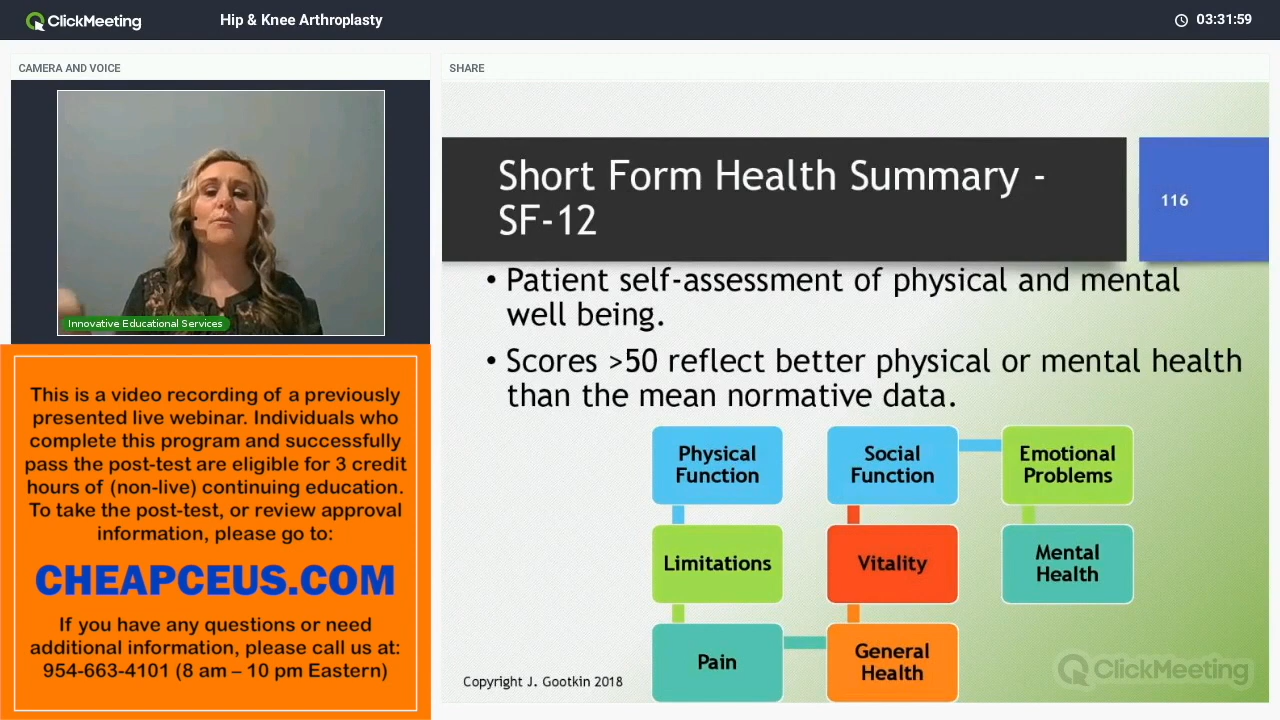 ClickMeeting
Hip & Knee Arthroplasty
03:31:59
CAMERA AND VOICE
Innovative Educational Services
This is a video recording of a previously
presented live webinar. Individuals who
complete this program and successfully
pass the post-test are eligible for 3 credit
hours of (non-live) continuing education.
To take the post-test, or review approval
information, please go to:
CHEAPCEUS.COM
If you have any questions or need
additional information, please call us at:
954-663-4101 (8 am – 10 pm Eastern)
SHARE
Short Form Health Summary -
SF-12
116
• Patient self-assessment of physical and mental
well being.
• Scores >50 reflect better physical or mental health
than the mean normative data.
Physical
Function
Limitations
Pain
General
Health
Vitality
Social
Function
Emotional
Problems
Mental
Health
Copyright J. Gootkin 2018
ClickMeeting